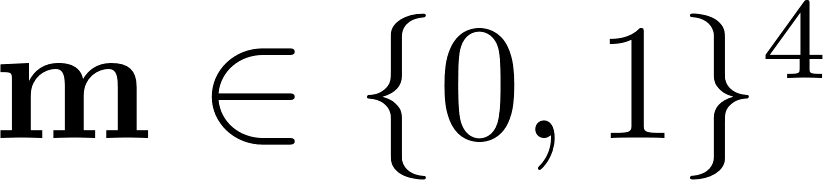 𝐦 ∈ {0, 1}⁴